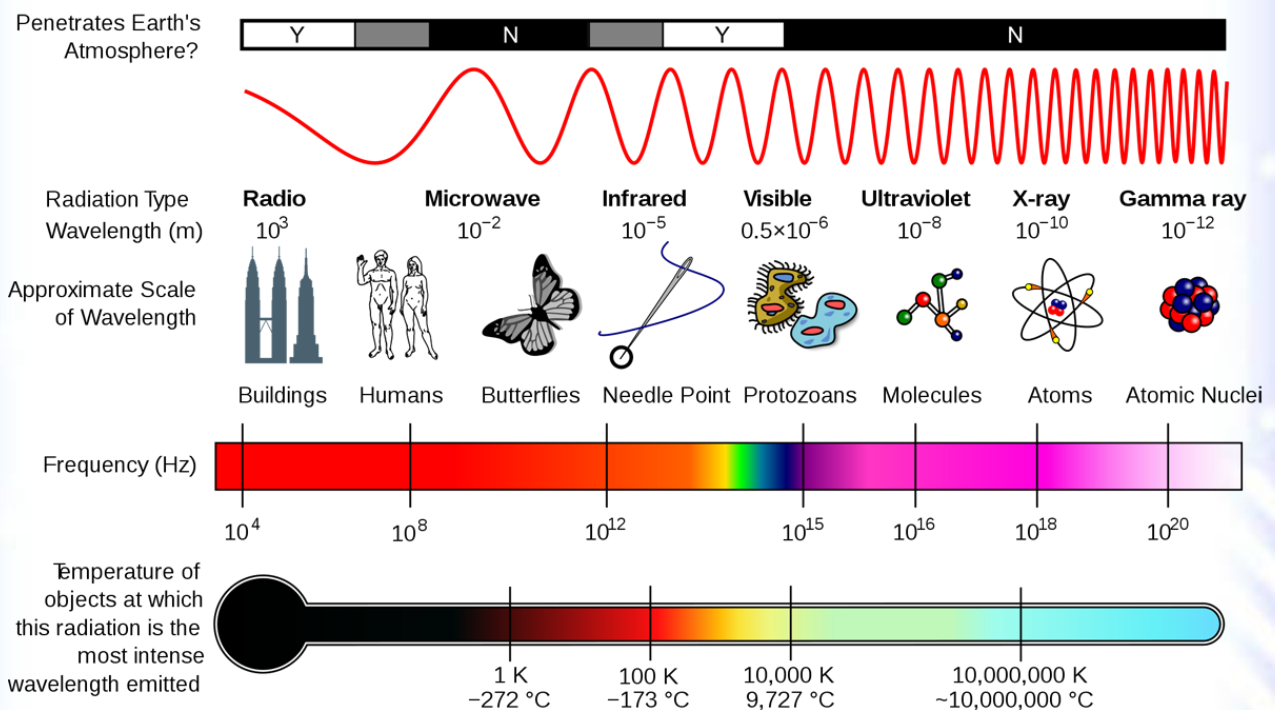 Penetrates Earth's
Atmosphere?
Y N Y N
Radiation Type
Radio Microwave Infrared Visible Ultraviolet X-ray Gamma ray
Wavelength (m)
10³ 10⁻² 10⁻⁵ 0.5×10⁻⁶ 10⁻⁸ 10⁻¹⁰ 10⁻¹²
Approximate Scale
of Wavelength
Buildings Humans Butterflies Needle Point Protozoans Molecules Atoms Atomic Nuclei
Frequency (Hz)
10⁴ 10⁸ 10¹² 10¹⁵ 10¹⁶ 10¹⁸ 10²⁰
Temperature of
objects at which
this radiation is the
most intense
wavelength emitted
1 K 100 K 10,000 K 10,000,000 K
−272 °C −173 °C 9,727 °C ~10,000,000 °C